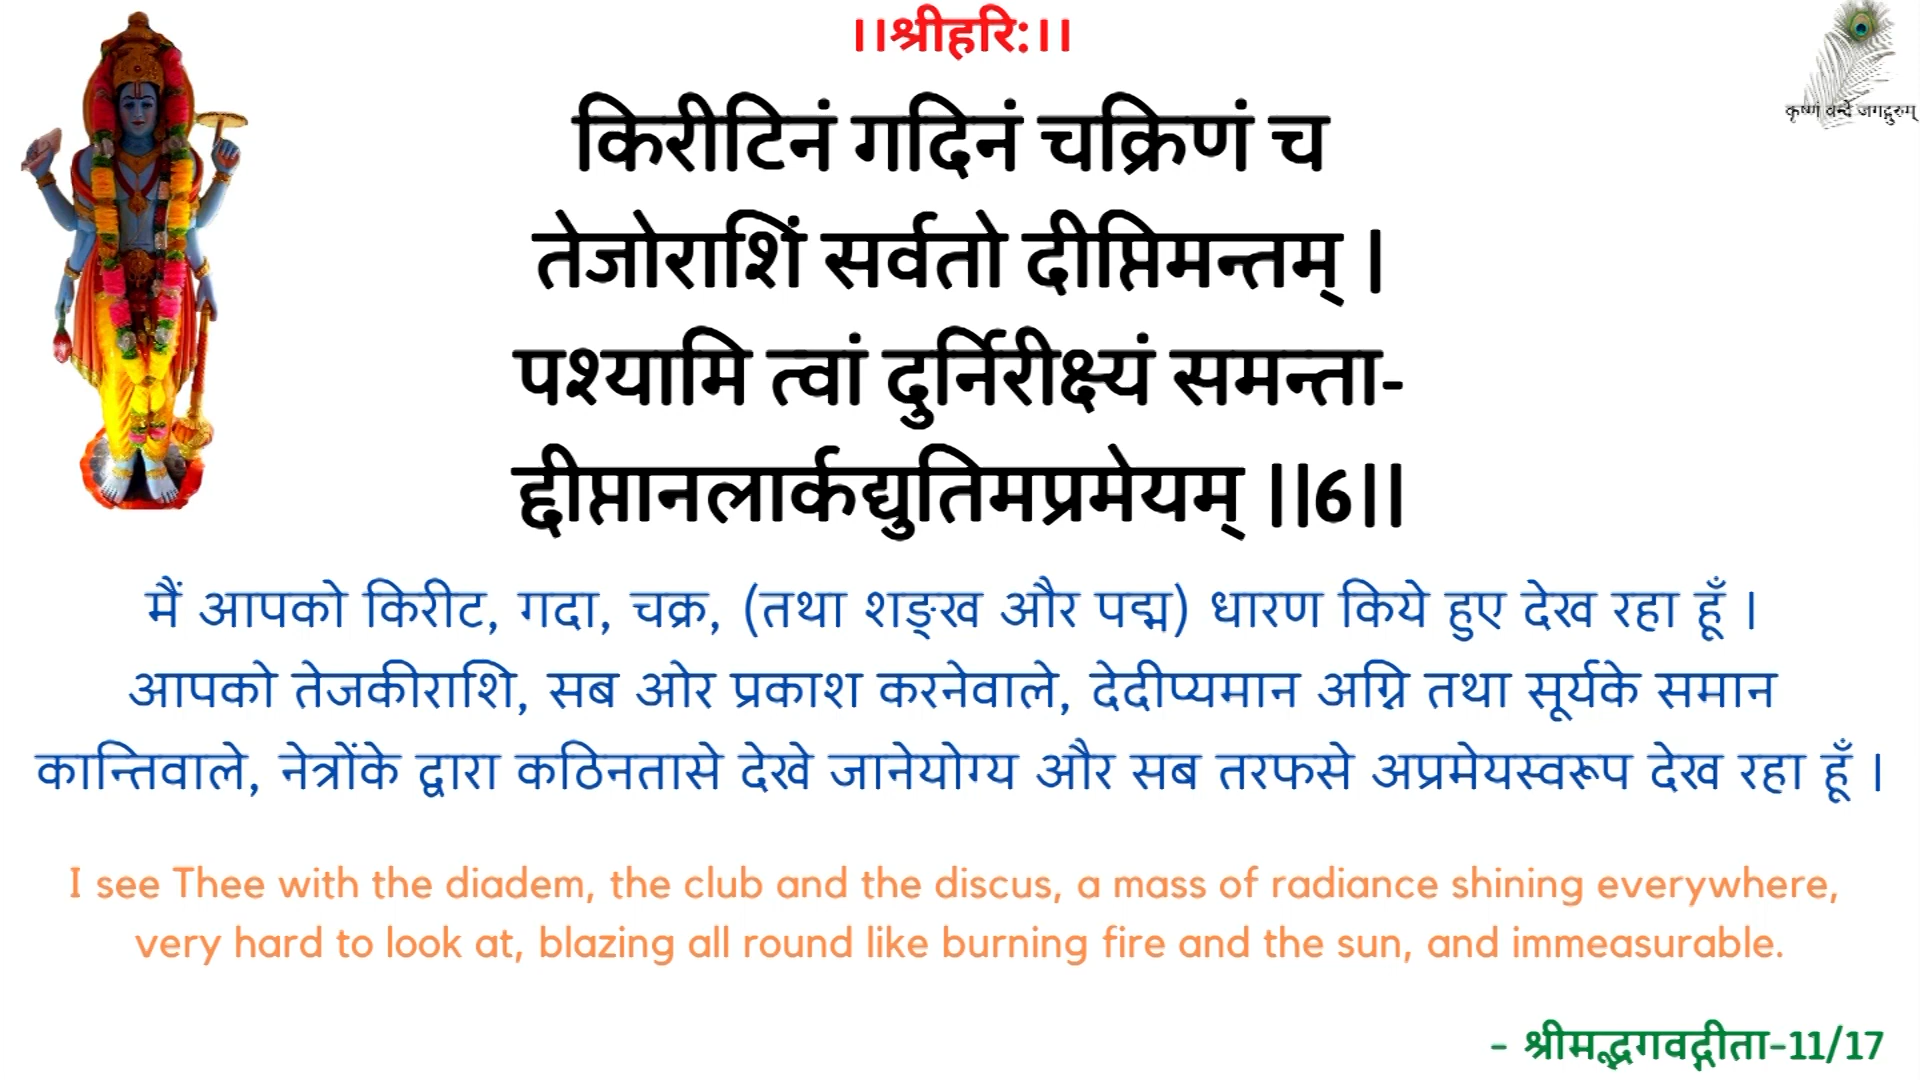 ।।श्रीहरि:।।
कृष्णं वन्दे जगद्गुरुम्
किरीटिनं गदिनं चक्रिणं च
तेजोराशिं सर्वतो दीप्तिमन्तम् |
पश्यामि त्वां दुर्निरीक्ष्यं समन्ता-
द्दीप्तानलार्कद्युतिमप्रमेयम् ||6||
मैं आपको किरीट, गदा, चक्र, (तथा शङ्ख और पद्म) धारण किये हुए देख रहा हूँ |
आपको तेजकीराशि, सब ओर प्रकाश करनेवाले, देदीप्यमान अग्नि तथा सूर्यके समान
कान्तिवाले, नेत्रोंके द्वारा कठिनतासे देखे जानेयोग्य और सब तरफसे अप्रमेयस्वरूप देख रहा हूँ |
I see Thee with the diadem, the club and the discus, a mass of radiance shining everywhere,
very hard to look at, blazing all round like burning fire and the sun, and immeasurable.
- श्रीमद्भगवद्गीता-11/17